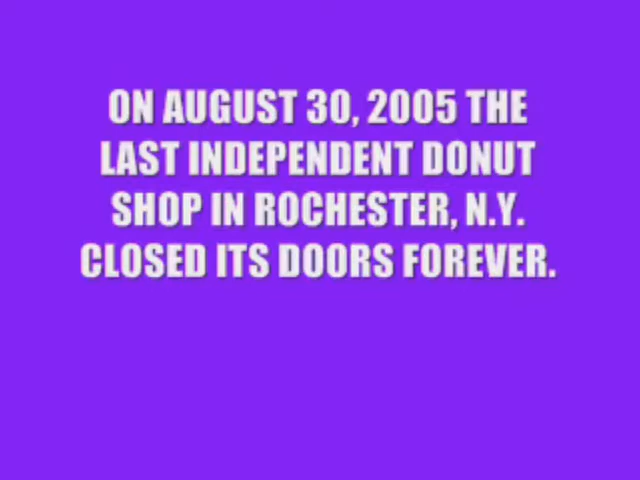 ON AUGUST 30, 2005 THE
LAST INDEPENDENT DONUT
SHOP IN ROCHESTER, N.Y.
CLOSED ITS DOORS FOREVER.